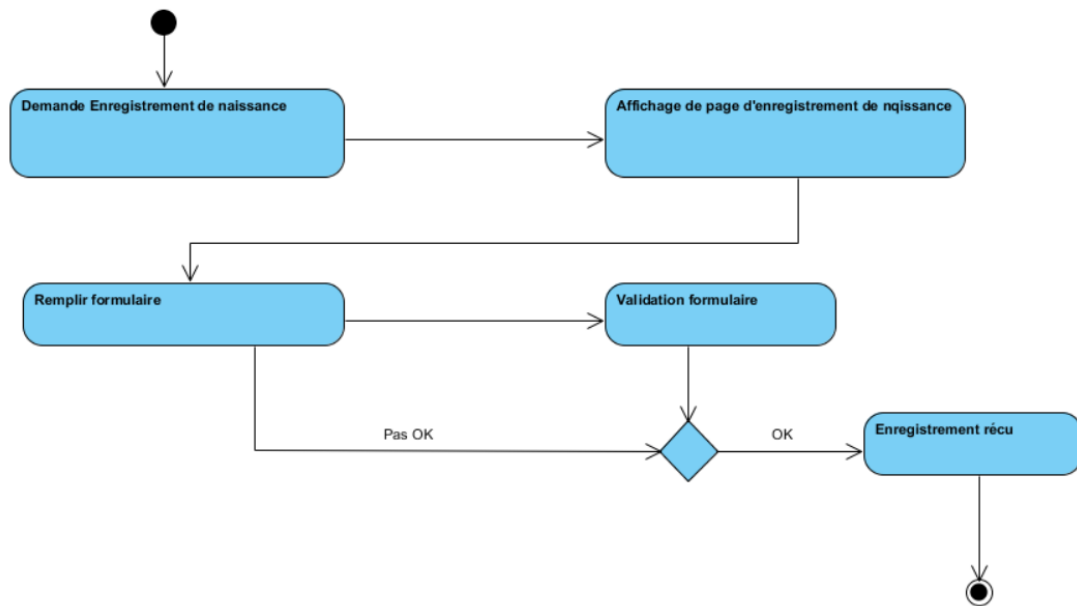 Demande Enregistrement de naissance
Affichage de page d'enregistrement de nqissance
Remplir formulaire
Validation formulaire
Pas OK
OK
Enregistrement récu